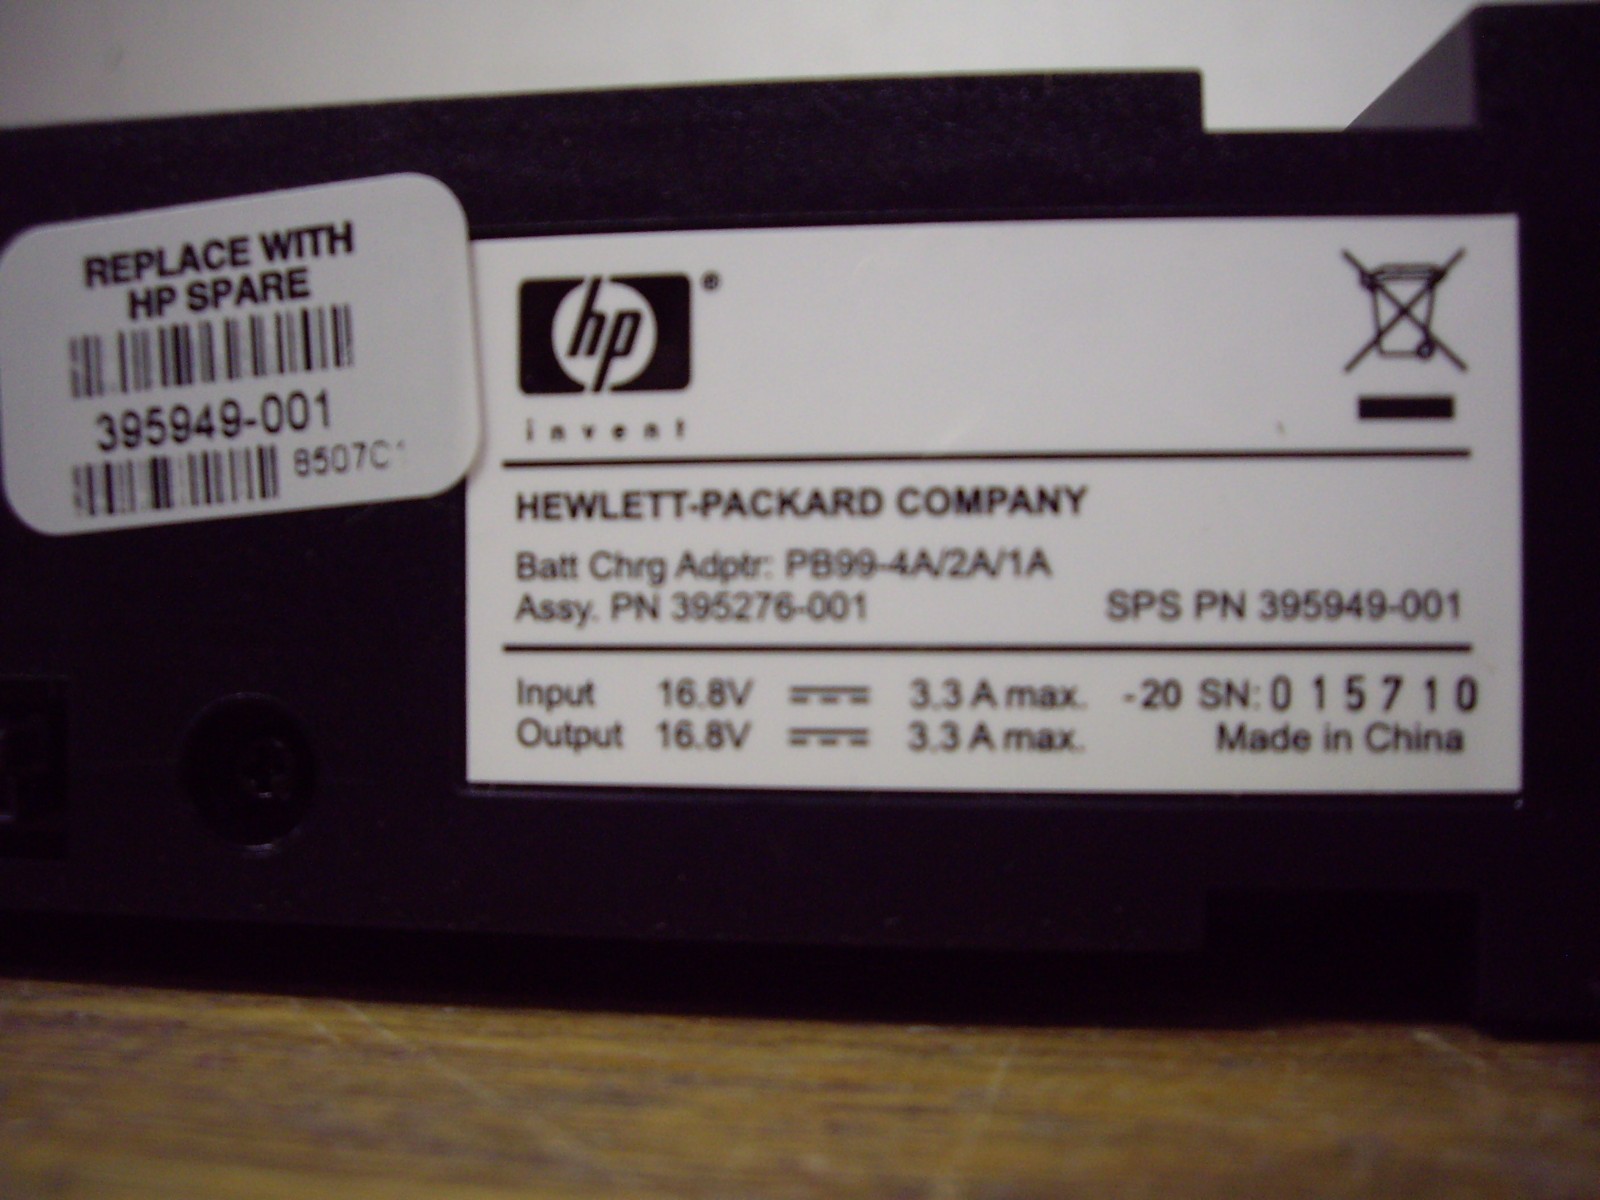 REPLACE WITH
HP SPARE
395949-001
8507C1
hp®
invent
HEWLETT-PACKARD COMPANY
Batt Chrg Adptr: PB99-4A/2A/1A
Assy. PN 395276-001 SPS PN 395949-001
Input 16.8V ⎓ 3.3 A max. -20 SN:015710
Output 16.8V ⎓ 3.3 A max. Made in China